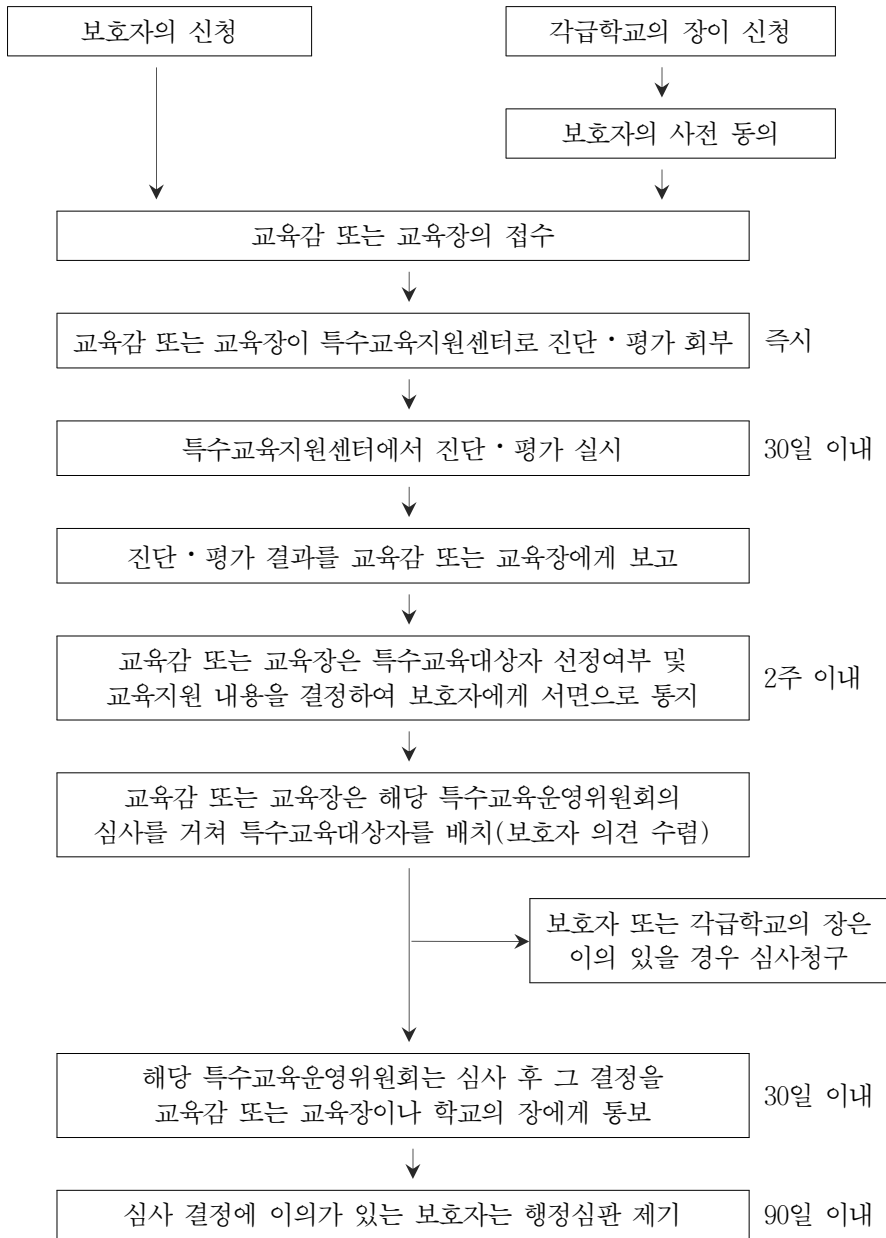 보호자의 신청
각급학교의 장이 신청
보호자의 사전 동의
교육감 또는 교육장의 접수
교육감 또는 교육장이 특수교육지원센터로 진단・평가 회부
즉시
특수교육지원센터에서 진단・평가 실시
30일 이내
진단・평가 결과를 교육감 또는 교육장에게 보고
교육감 또는 교육장은 특수교육대상자 선정여부 및
교육지원 내용을 결정하여 보호자에게 서면으로 통지
2주 이내
교육감 또는 교육장은 해당 특수교육운영위원회의
심사를 거쳐 특수교육대상자를 배치(보호자 의견 수렴)
보호자 또는 각급학교의 장은
이의 있을 경우 심사청구
해당 특수교육운영위원회는 심사 후 그 결정을
교육감 또는 교육장이나 학교의 장에게 통보
30일 이내
심사 결정에 이의가 있는 보호자는 행정심판 제기
90일 이내